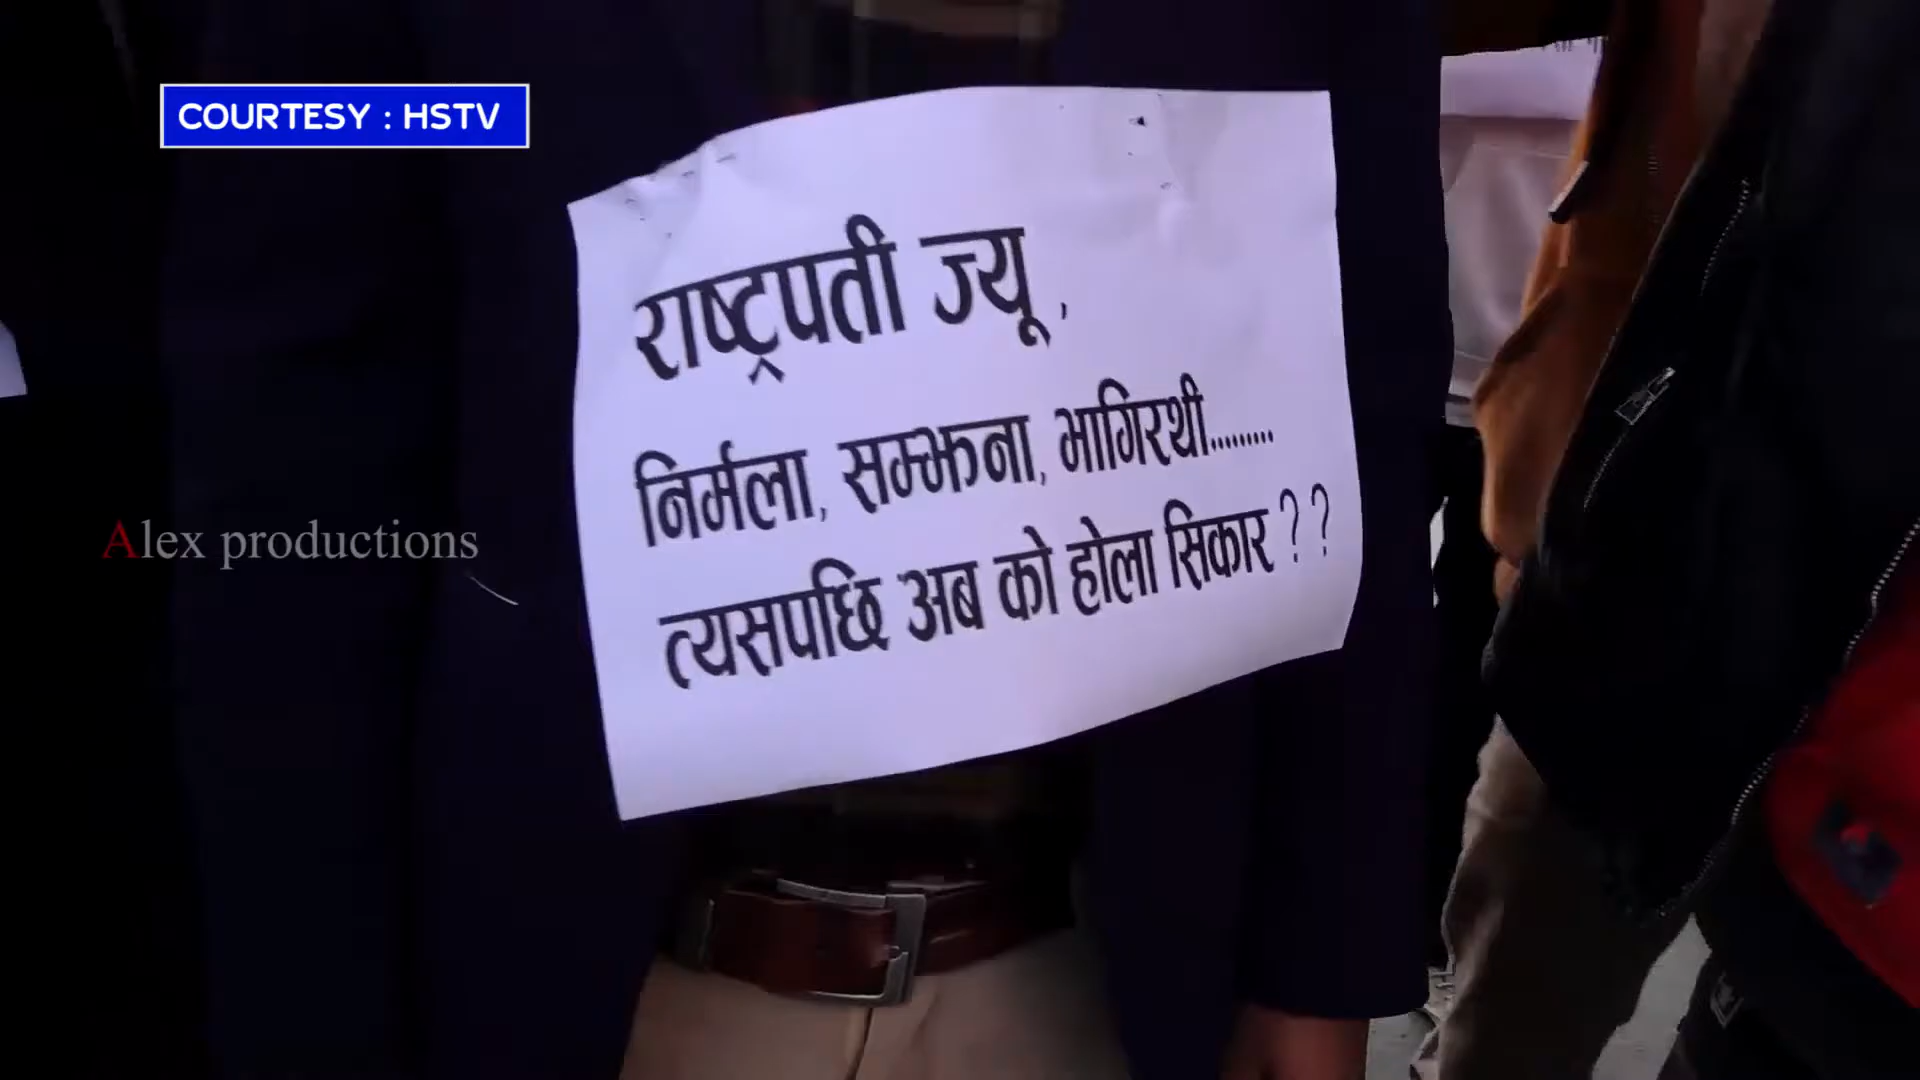 COURTESY : HSTV
राष्ट्रपती ज्यू,
निर्मला, सम्झना, भागिरथी.........
त्यसपछि अब को होला सिकार ? ?
Alex productions